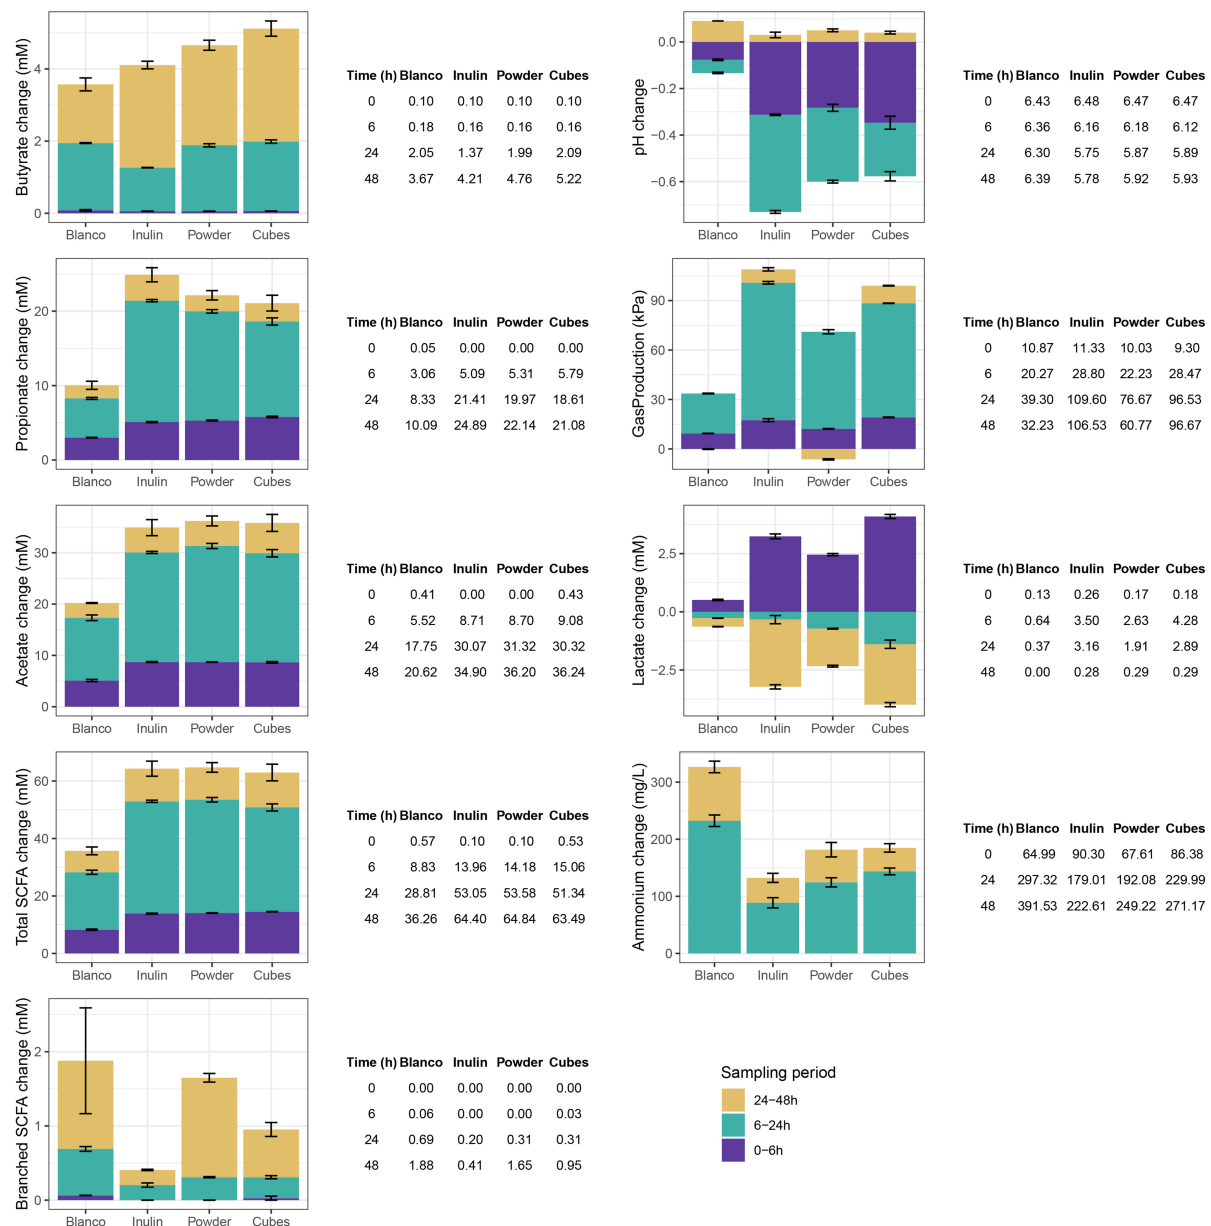 Butyrate change (mM)
4
2
0
Blanco Inulin Powder Cubes
Time (h) Blanco Inulin Powder Cubes
0 0.10 0.10 0.10 0.10
6 0.18 0.16 0.16 0.16
24 2.05 1.37 1.99 2.09
48 3.67 4.21 4.76 5.22
pH change
0.0
−0.2
−0.4
−0.6
Blanco Inulin Powder Cubes
Time (h) Blanco Inulin Powder Cubes
0 6.43 6.48 6.47 6.47
6 6.36 6.16 6.18 6.12
24 6.30 5.75 5.87 5.89
48 6.39 5.78 5.92 5.93
Propionate change (mM)
20
10
0
Blanco Inulin Powder Cubes
Time (h) Blanco Inulin Powder Cubes
0 0.05 0.00 0.00 0.00
6 3.06 5.09 5.31 5.79
24 8.33 21.41 19.97 18.61
48 10.09 24.89 22.14 21.08
GasProduction (kPa)
90
60
30
0
Blanco Inulin Powder Cubes
Time (h) Blanco Inulin Powder Cubes
0 10.87 11.33 10.03 9.30
6 20.27 28.80 22.23 28.47
24 39.30 109.60 76.67 96.53
48 32.23 106.53 60.77 96.67
Acetate change (mM)
30
20
10
0
Blanco Inulin Powder Cubes
Time (h) Blanco Inulin Powder Cubes
0 0.41 0.00 0.00 0.43
6 5.52 8.71 8.70 9.08
24 17.75 30.07 31.32 30.32
48 20.62 34.90 36.20 36.24
Lactate change (mM)
2.5
0.0
−2.5
Blanco Inulin Powder Cubes
Time (h) Blanco Inulin Powder Cubes
0 0.13 0.26 0.17 0.18
6 0.64 3.50 2.63 4.28
24 0.37 3.16 1.91 2.89
48 0.00 0.28 0.29 0.29
Total SCFA change (mM)
60
40
20
0
Blanco Inulin Powder Cubes
Time (h) Blanco Inulin Powder Cubes
0 0.57 0.10 0.10 0.53
6 8.83 13.96 14.18 15.06
24 28.81 53.05 53.58 51.34
48 36.26 64.40 64.84 63.49
Ammonium change (mg/L)
300
200
100
0
Blanco Inulin Powder Cubes
Time (h) Blanco Inulin Powder Cubes
0 64.99 90.30 67.61 86.38
24 297.32 179.01 192.08 229.99
48 391.53 222.61 249.22 271.17
Branched SCFA change (mM)
2
1
0
Blanco Inulin Powder Cubes
Time (h) Blanco Inulin Powder Cubes
0 0.00 0.00 0.00 0.00
6 0.06 0.00 0.00 0.03
24 0.69 0.20 0.31 0.31
48 1.88 0.41 1.65 0.95
Sampling period
24−48h
6−24h
0−6h